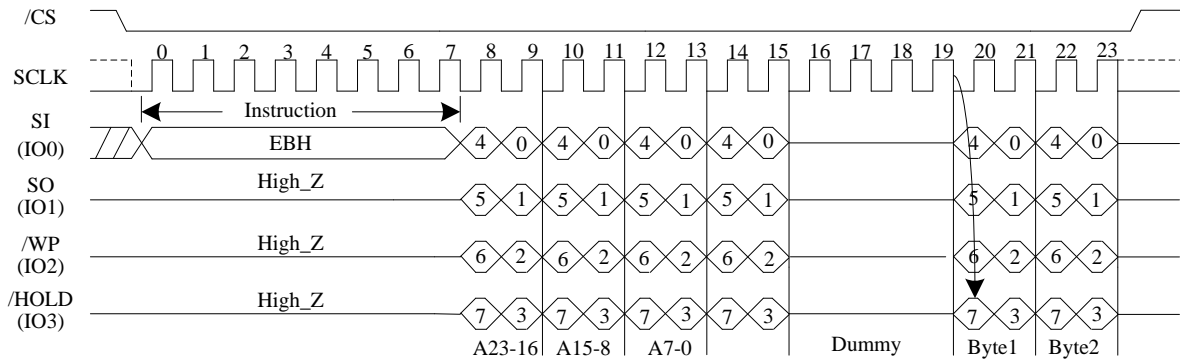 /CS
0 1 2 3 4 5 6 7 8 9 10 11 12 13 14 15 16 17 18 19 20 21 22 23
SCLK
Instruction
SI
(IO0)
EBH
4 0 4 0 4 0 4 0 4 0 4 0
SO
(IO1)
High_Z
5 1 5 1 5 1 5 1 5 1 5 1
/WP
(IO2)
High_Z
6 2 6 2 6 2 6 2 6 2 6 2
/HOLD
(IO3)
High_Z
7 3 7 3 7 3 7 3 7 3 7 3
A23-16 A15-8 A7-0 Dummy Byte1 Byte2